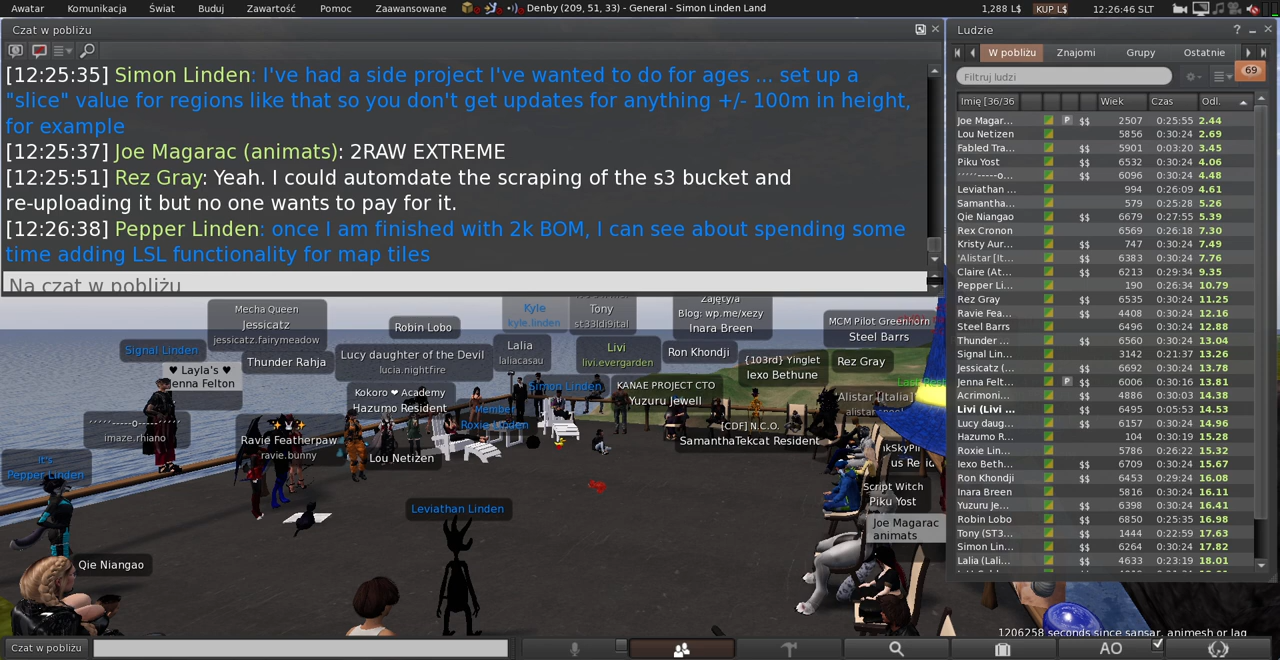 Awatar Komunikacja Świat Buduj Zawartość Pomoc Zaawansowane Denby (209, 51, 33) - General - Simon Linden Land 1,288 L$ KUP L$ 12:26:46 SLT
Czat w pobliżu
[12:25:35] Simon Linden: I've had a side project I've wanted to do for ages ... set up a
"slice" value for regions like that so you don't get updates for anything +/- 100m in height,
for example
[12:25:37] Joe Magarac (animats): 2RAW EXTREME
[12:25:51] Rez Gray: Yeah. I could automdate the scraping of the s3 bucket and
re-uploading it but no one wants to pay for it.
[12:26:38] Pepper Linden: once I am finished with 2k BOM, I can see about spending some
time adding LSL functionality for map tiles
Na czat w pobliżu
Mecha Queen
Jessicatz
jessicatz.fairymeadow
Robin Lobo
Kyle
kyle.linden
Tony
st33ldi9ital
Zajęty/a
Blog: wp.me/xezy
Inara Breen
MCM Pilot Greenhorn
Steel Barrs
Signal Linden
Thunder Rahja
Lucy daughter of the Devil
lucia.nightfire
Lalia
laliacasau
Livi
livi.evergarden
Ron Khondji
{103rd} Yinglet
Iexo Bethune
Rez Gray
♥ Layla's ♥
Jenna Felton
Kokoro ❤ Academy
Hazumo Resident
Simon Linden
KANAE PROJECT CTO
Yuzuru Jewell
Alistar [Italia]
Member
Roxie Linden
[CDF] N.C.O.
SamanthaTekcat Resident
′′′′′-----o-----′′′′′
imaze.rhiano
Ravie Featherpaw
ravie.bunny
Lou Netizen
It's
Pepper Linden
Script Witch
Piku Yost
Leviathan Linden
Joe Magarac
animats
Qie Niangao
Ludzie
W pobliżu Znajomi Grupy Ostatnie
Filtruj ludzi
69
Imię [36/36 Wiek Czas Odl.
Joe Magar... P $$ 2507 0:25:55 2.44
Lou Netizen 5856 0:30:24 2.69
Fabled Tra... $$ 5901 0:03:20 3.45
Piku Yost $$ 6532 0:30:24 4.06
′′′′′-----o... $$ 6096 0:30:24 4.48
Leviathan ... 994 0:26:09 4.61
Samantha... 579 0:25:28 5.26
Qie Niangao $$ 6679 0:27:55 5.39
Rex Cronon 6569 0:26:18 7.30
Kristy Aur... $$ 747 0:30:24 7.49
'Alistar [It... $$ 6383 0:30:24 7.76
Claire (At... $$ 6213 0:29:34 9.35
Pepper Li... 190 0:26:34 10.79
Rez Gray $$ 6535 0:30:24 11.25
Ravie Fea... $$ 4408 0:30:24 12.16
Steel Barrs 6496 0:30:24 12.88
Thunder ... $$ 6560 0:30:24 13.04
Signal Lin... 3142 0:21:37 13.26
Jessicatz (... $$ 6692 0:30:24 13.78
Jenna Felt... P $$ 6006 0:30:16 13.81
Acrimoni... $$ 4886 0:30:03 14.38
Livi (Livi ... $$ 6495 0:05:53 14.53
Lucy daug... $$ 6157 0:30:24 14.96
Hazumo R... 104 0:30:19 15.28
Roxie Lin... 5786 0:26:22 15.32
Iexo Beth... $$ 6709 0:30:24 15.67
Ron Khondji $$ 6453 0:29:24 16.08
Inara Breen 5816 0:30:24 16.11
Yuzuru Je... $$ 6398 0:30:24 16.41
Robin Lobo $$ 6850 0:25:35 16.98
Tony (ST3... $$ 1444 0:22:59 17.63
Simon Lin... $$ 6264 0:30:24 17.82
Lalia (Lali... $$ 4633 0:23:19 18.01
1206258 seconds since sansar, animesh or lag
Czat w pobliżu AO